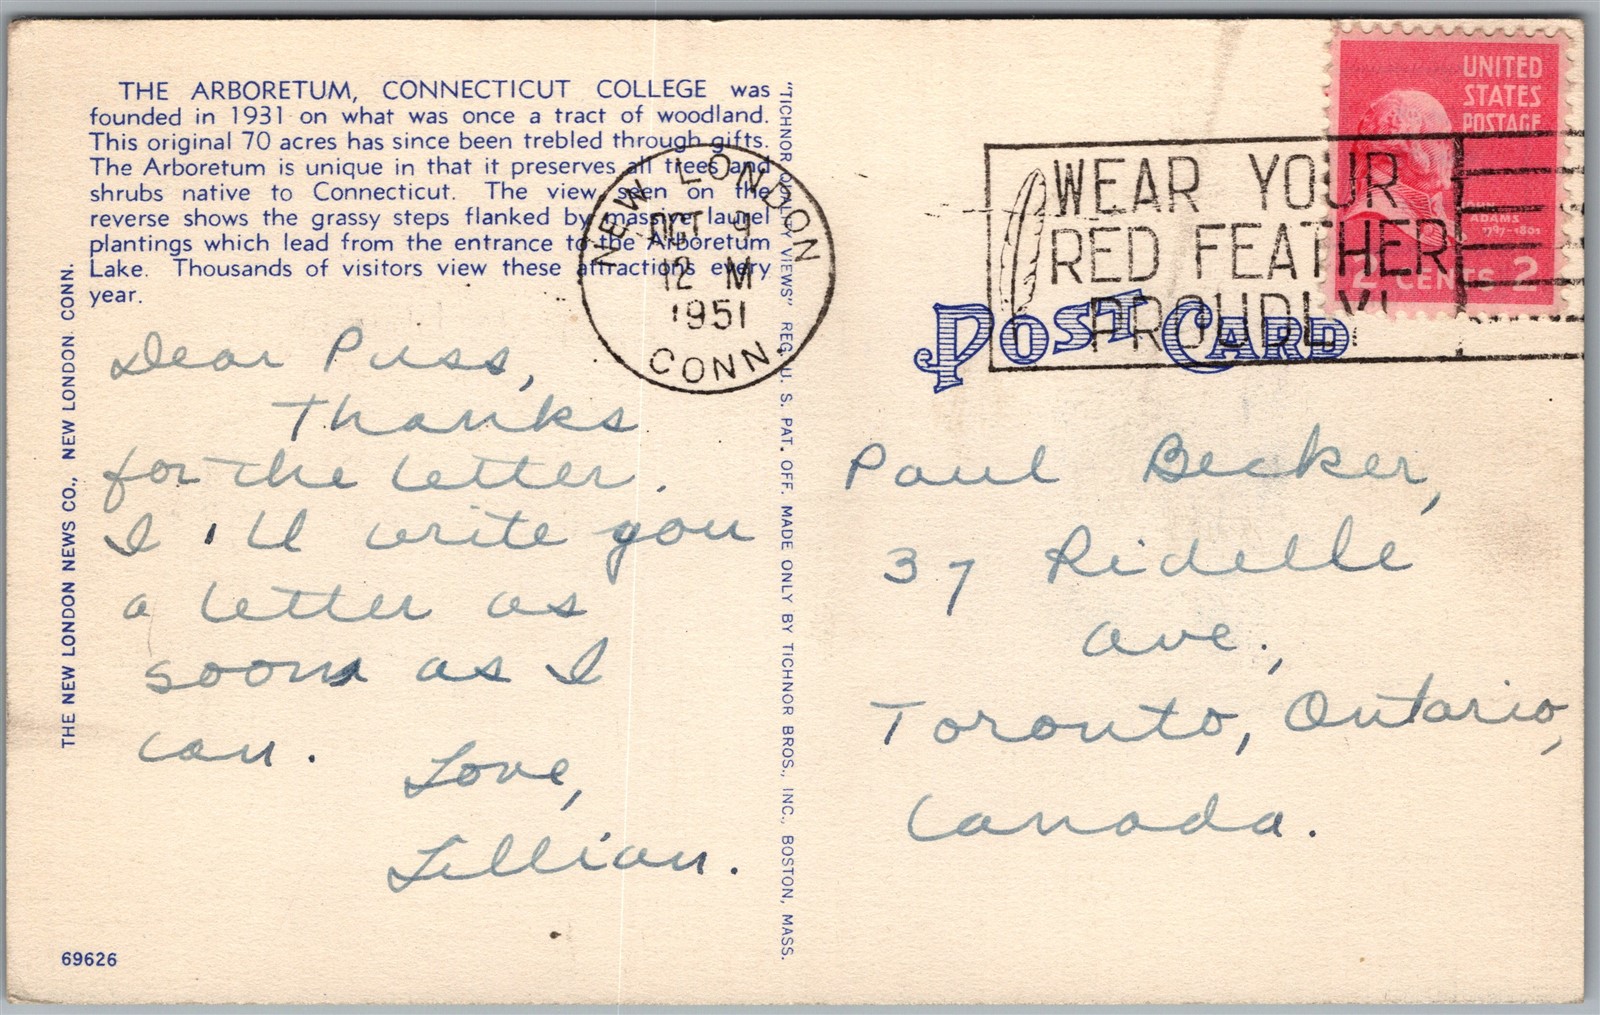 THE ARBORETUM, CONNECTICUT COLLEGE was
founded in 1931 on what was once a tract of woodland.
This original 70 acres has since been trebled through gifts.
The Arboretum is unique in that it preserves all trees and
shrubs native to Connecticut. The view seen on the
reverse shows the grassy steps flanked by massive laurel
plantings which lead from the entrance to the Arboretum
Lake. Thousands of visitors view these attractions every
year.
THE NEW LONDON NEWS CO., NEW LONDON CONN.
Dear Puss,
Thanks
for the letter.
I'll write you
a letter as
soon as I
can.
Love,
Lillian.
69626
"TICHNOR QUALITY VIEWS" REG. U. S. PAT. OFF. MADE ONLY BY TICHNOR BROS., INC., BOSTON, MASS.
NEW LONDON
OCT 9
12 M
1951
CONN.
WEAR YOUR
RED FEATHER
PROUDLY!
UNITED
STATES
POSTAGE
JOHN
ADAMS
1797-1801
2 CENTS 2
POST CARD
Paul Becker,
37 Ridelle
ave.,
Toronto, Ontario,
Canada.